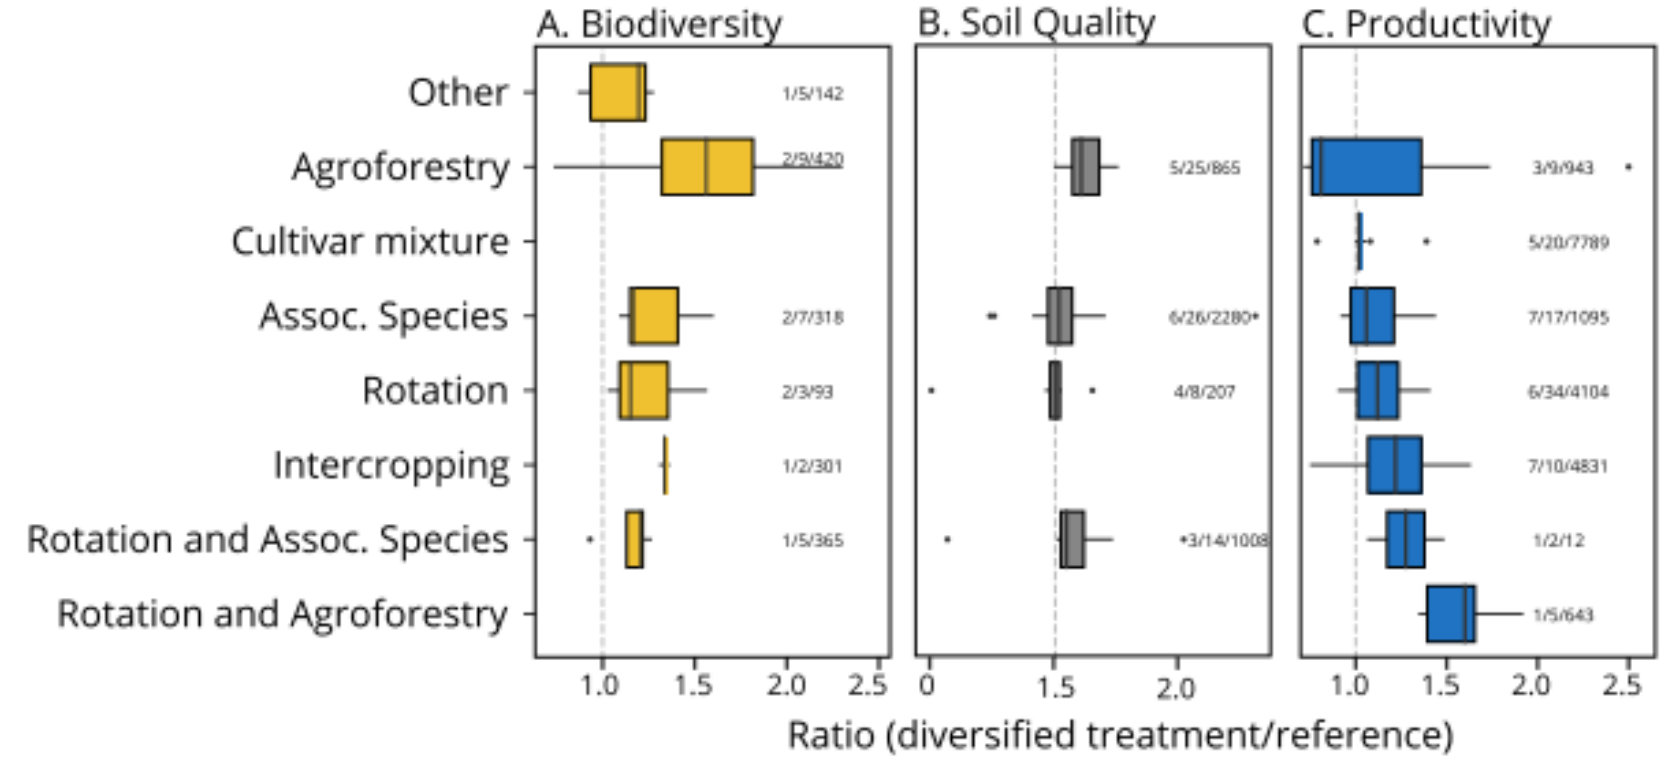 A. Biodiversity
B. Soil Quality
C. Productivity
Other
1/5/142
Agroforestry
2/9/420
5/25/865
3/9/943
Cultivar mixture
5/20/7789
Assoc. Species
2/7/318
6/26/2280
7/17/1095
Rotation
2/3/93
4/8/207
6/34/4104
Intercropping
1/2/301
7/10/4831
Rotation and Assoc. Species
1/5/365
3/14/1008
1/2/12
Rotation and Agroforestry
1/5/643
1.0 1.5 2.0 2.5
0 1.5 2.0
1.0 1.5 2.0 2.5
Ratio (diversified treatment/reference)